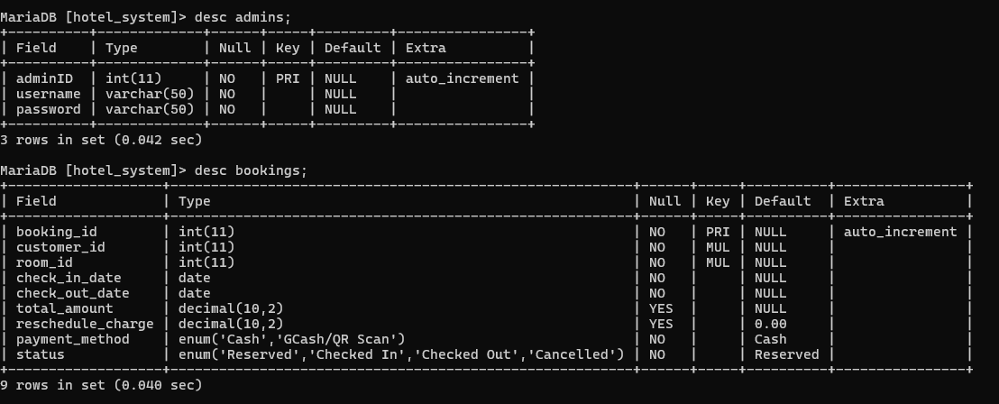 MariaDB [hotel_system]> desc admins;
+----------+-------------+------+-----+---------+----------------+
| Field    | Type        | Null | Key | Default | Extra          |
+----------+-------------+------+-----+---------+----------------+
| adminID  | int(11)     | NO   | PRI | NULL    | auto_increment |
| username | varchar(50) | NO   |     | NULL    |                |
| password | varchar(50) | NO   |     | NULL    |                |
+----------+-------------+------+-----+---------+----------------+
3 rows in set (0.042 sec)

MariaDB [hotel_system]> desc bookings;
+-------------------+---------------------------------------------------------+------+-----+----------+----------------+
| Field             | Type                                                    | Null | Key | Default  | Extra          |
+-------------------+---------------------------------------------------------+------+-----+----------+----------------+
| booking_id        | int(11)                                                 | NO   | PRI | NULL     | auto_increment |
| customer_id       | int(11)                                                 | NO   | MUL | NULL     |                |
| room_id           | int(11)                                                 | NO   | MUL | NULL     |                |
| check_in_date     | date                                                    | NO   |     | NULL     |                |
| check_out_date    | date                                                    | NO   |     | NULL     |                |
| total_amount      | decimal(10,2)                                           | YES  |     | NULL     |                |
| reschedule_charge | decimal(10,2)                                           | YES  |     | 0.00     |                |
| payment_method    | enum('Cash','GCash/QR Scan')                            | NO   |     | Cash     |                |
| status            | enum('Reserved','Checked In','Checked Out','Cancelled') | NO   |     | Reserved |                |
+-------------------+---------------------------------------------------------+------+-----+----------+----------------+
9 rows in set (0.040 sec)